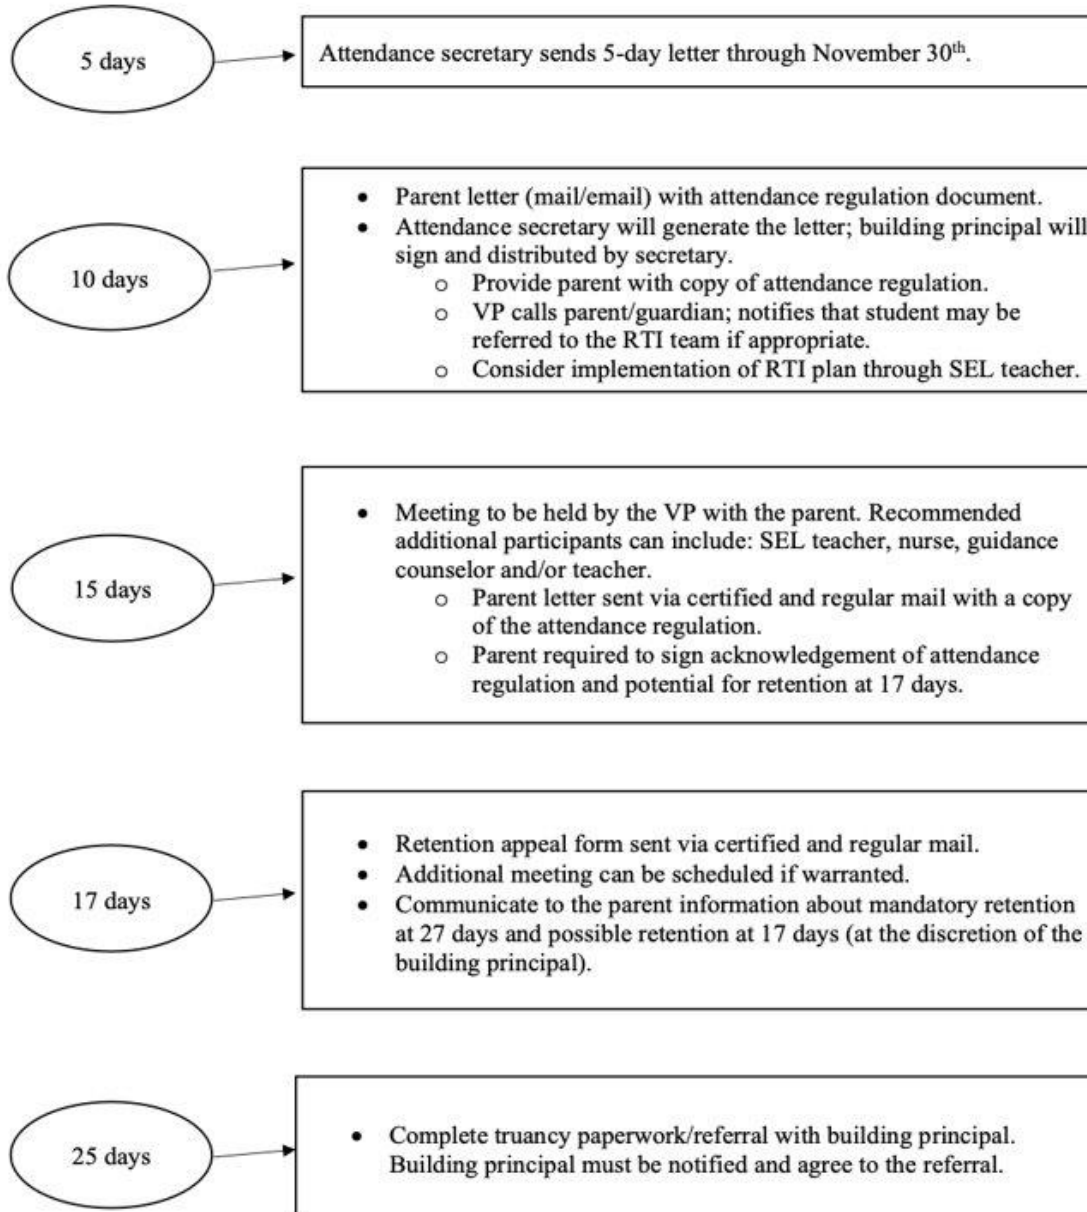 5 days
Attendance secretary sends 5-day letter through November 30th.
10 days
• Parent letter (mail/email) with attendance regulation document.
• Attendance secretary will generate the letter; building principal will
sign and distributed by secretary.
o Provide parent with copy of attendance regulation.
o VP calls parent/guardian; notifies that student may be
referred to the RTI team if appropriate.
o Consider implementation of RTI plan through SEL teacher.
15 days
• Meeting to be held by the VP with the parent. Recommended
additional participants can include: SEL teacher, nurse, guidance
counselor and/or teacher.
o Parent letter sent via certified and regular mail with a copy
of the attendance regulation.
o Parent required to sign acknowledgement of attendance
regulation and potential for retention at 17 days.
17 days
• Retention appeal form sent via certified and regular mail.
• Additional meeting can be scheduled if warranted.
• Communicate to the parent information about mandatory retention
at 27 days and possible retention at 17 days (at the discretion of the
building principal).
25 days
• Complete truancy paperwork/referral with building principal.
Building principal must be notified and agree to the referral.